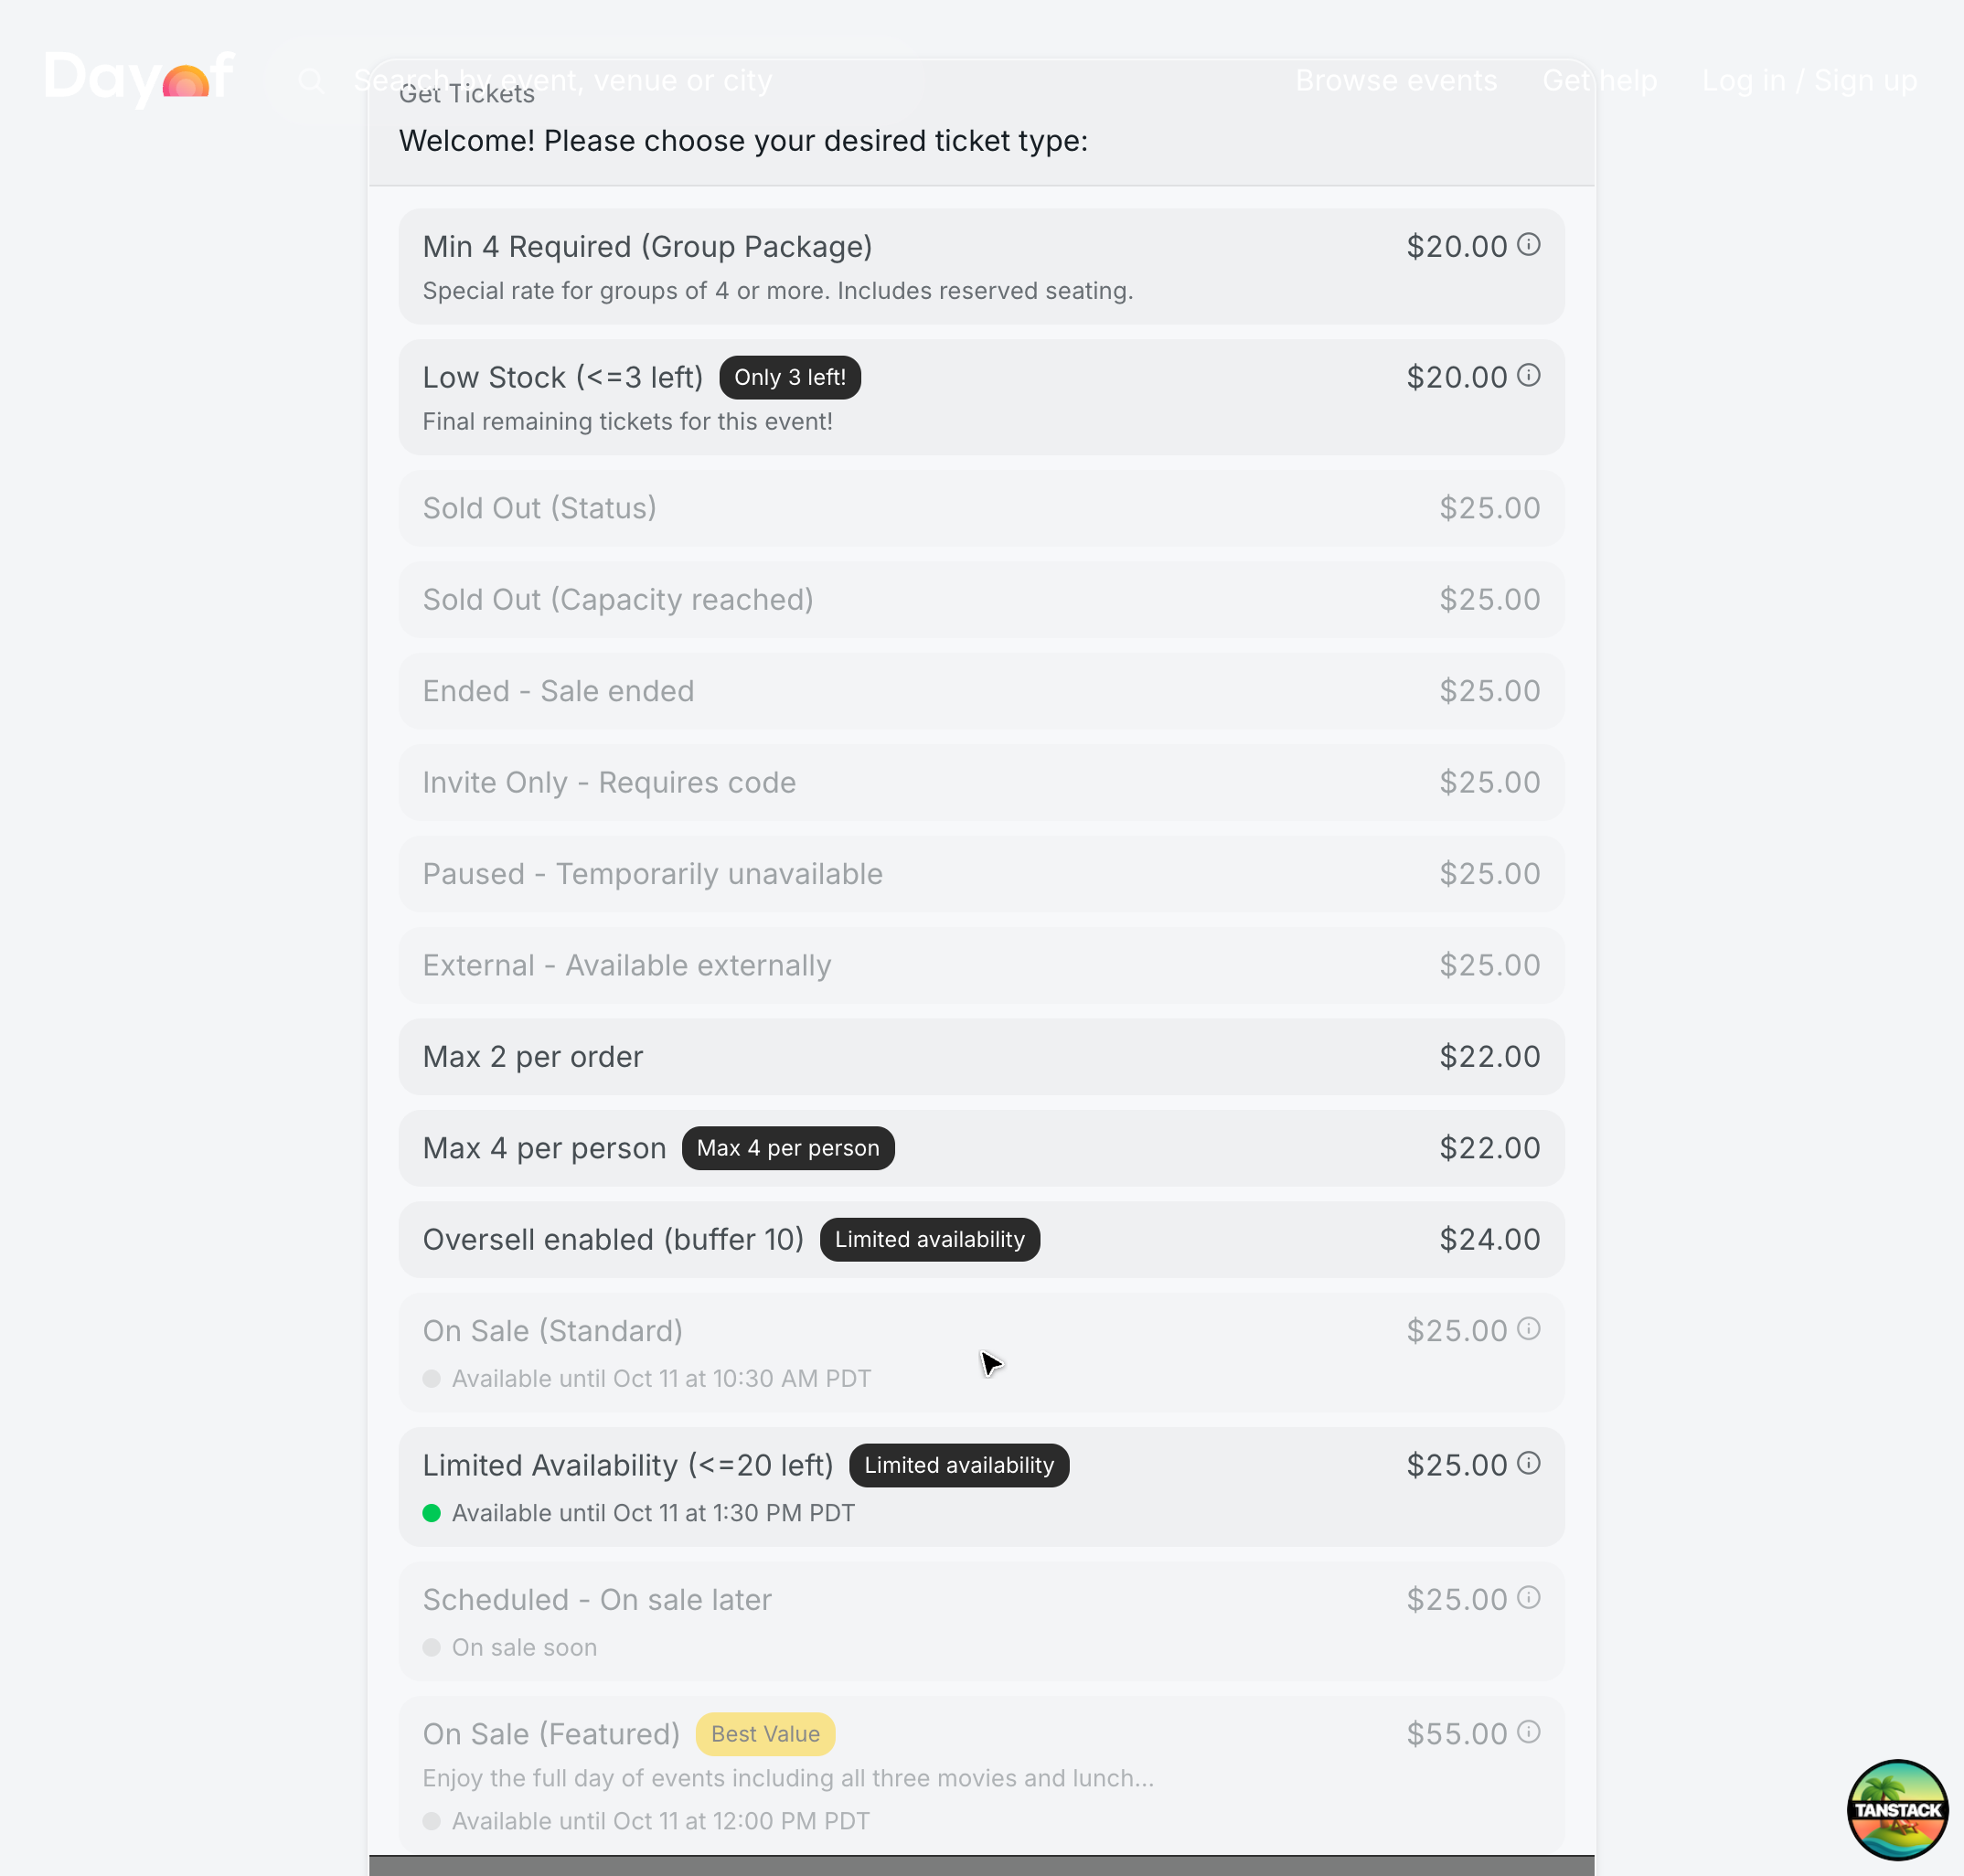 Dayof
Search by event, venue or city
Browse events
Get help
Log in / Sign up
Get Tickets
Welcome! Please choose your desired ticket type:
Min 4 Required (Group Package)
$20.00
Special rate for groups of 4 or more. Includes reserved seating.
Low Stock (<=3 left)
Only 3 left!
$20.00
Final remaining tickets for this event!
Sold Out (Status)
$25.00
Sold Out (Capacity reached)
$25.00
Ended - Sale ended
$25.00
Invite Only - Requires code
$25.00
Paused - Temporarily unavailable
$25.00
External - Available externally
$25.00
Max 2 per order
$22.00
Max 4 per person
Max 4 per person
$22.00
Oversell enabled (buffer 10)
Limited availability
$24.00
On Sale (Standard)
$25.00
Available until Oct 11 at 10:30 AM PDT
Limited Availability (<=20 left)
Limited availability
$25.00
Available until Oct 11 at 1:30 PM PDT
Scheduled - On sale later
$25.00
On sale soon
On Sale (Featured)
Best Value
$55.00
Enjoy the full day of events including all three movies and lunch...
Available until Oct 11 at 12:00 PM PDT
TANSTACK